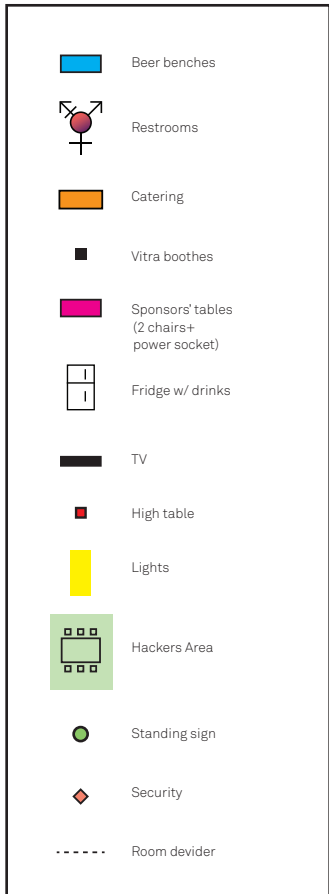 Beer benches
Restrooms
Catering
Vitra boothes
Sponsors' tables
(2 chairs+
power socket)
Fridge w/ drinks
TV
High table
Lights
Hackers Area
Standing sign
Security
Room devider